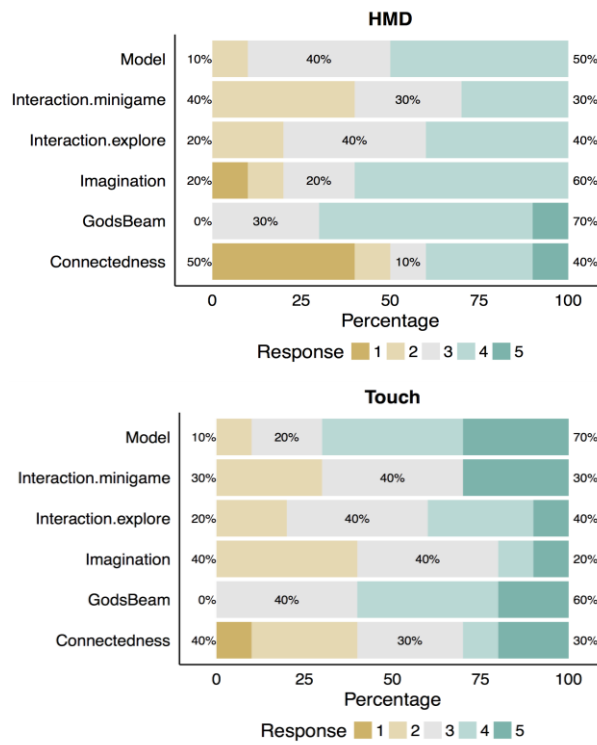 HMD
Model 10% 40% 50%
Interaction.minigame 40% 30% 30%
Interaction.explore 20% 40% 40%
Imagination 20% 20% 60%
GodsBeam 0% 30% 70%
Connectedness 50% 10% 40%
0 25 50 75 100
Percentage
Response 1 2 3 4 5
Touch
Model 10% 20% 70%
Interaction.minigame 30% 40% 30%
Interaction.explore 20% 40% 40%
Imagination 40% 40% 20%
GodsBeam 0% 40% 60%
Connectedness 40% 30% 30%
0 25 50 75 100
Percentage
Response 1 2 3 4 5